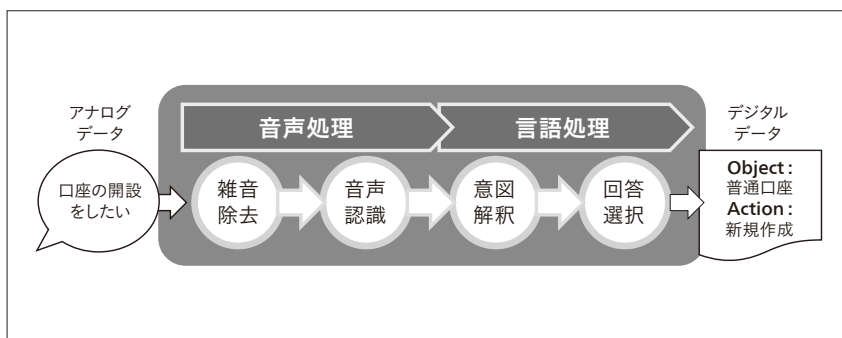 アナログ
データ
口座の開設
をしたい
音声処理
言語処理
雑音
除去
音声
認識
意図
解釈
回答
選択
デジタル
データ
Object :
普通口座
Action :
新規作成